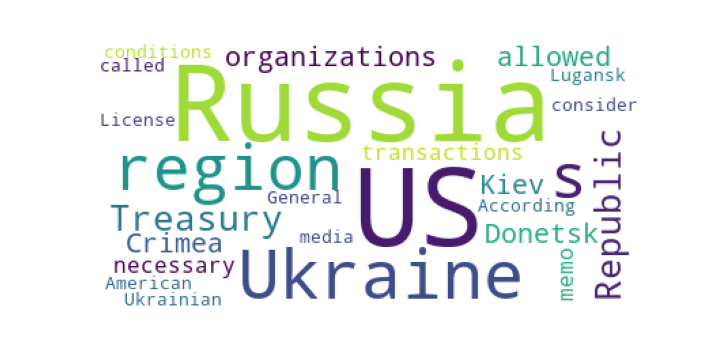 conditions
organizations
allowed
called
Russia
Lugansk
License
consider
transactions
region
US
s
Republic
General
Kiev
According
Treasury
Donetsk
Crimea
media
necessary
Ukraine
memo
American
Ukrainian